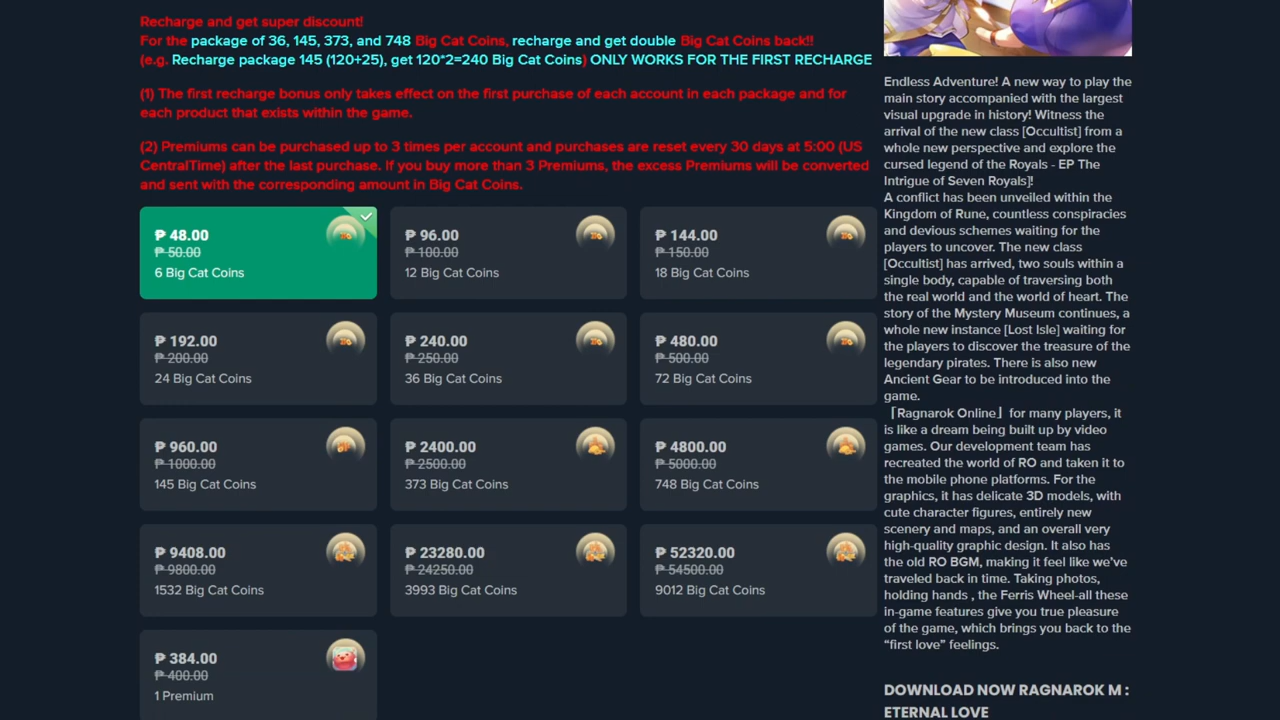 Recharge and get super discount!
For the package of 36, 145, 373, and 748 Big Cat Coins, recharge and get double Big Cat Coins back!!
(e.g. Recharge package 145 (120+25), get 120*2=240 Big Cat Coins) ONLY WORKS FOR THE FIRST RECHARGE
(1) The first recharge bonus only takes effect on the first purchase of each account in each package and for
each product that exists within the game.
(2) Premiums can be purchased up to 3 times per account and purchases are reset every 30 days at 5:00 (US
CentralTime) after the last purchase. If you buy more than 3 Premiums, the excess Premiums will be converted
and sent with the corresponding amount in Big Cat Coins.
₱ 48.00
₱ 50.00
6 Big Cat Coins
₱ 96.00
₱ 100.00
12 Big Cat Coins
₱ 144.00
₱ 150.00
18 Big Cat Coins
₱ 192.00
₱ 200.00
24 Big Cat Coins
₱ 240.00
₱ 250.00
36 Big Cat Coins
₱ 480.00
₱ 500.00
72 Big Cat Coins
₱ 960.00
₱ 1000.00
145 Big Cat Coins
₱ 2400.00
₱ 2500.00
373 Big Cat Coins
₱ 4800.00
₱ 5000.00
748 Big Cat Coins
₱ 9408.00
₱ 9800.00
1532 Big Cat Coins
₱ 23280.00
₱ 24250.00
3993 Big Cat Coins
₱ 52320.00
₱ 54500.00
9012 Big Cat Coins
₱ 384.00
₱ 400.00
1 Premium
Endless Adventure! A new way to play the
main story accompanied with the largest
visual upgrade in history! Witness the
arrival of the new class [Occultist] from a
whole new perspective and explore the
cursed legend of the Royals - EP The
Intrigue of Seven Royals]!
A conflict has been unveiled within the
Kingdom of Rune, countless conspiracies
and devious schemes waiting for the
players to uncover. The new class
[Occultist] has arrived, two souls within a
single body, capable of traversing both
the real world and the world of heart. The
story of the Mystery Museum continues, a
whole new instance [Lost Isle] waiting for
the players to discover the treasure of the
legendary pirates. There is also new
Ancient Gear to be introduced into the
game.
「Ragnarok Online」for many players, it
is like a dream being built up by video
games. Our development team has
recreated the world of RO and taken it to
the mobile phone platforms. For the
graphics, it has delicate 3D models, with
cute character figures, entirely new
scenery and maps, and an overall very
high-quality graphic design. It also has
the old RO BGM, making it feel like we’ve
traveled back in time. Taking photos,
holding hands , the Ferris Wheel-all these
in-game features give you true pleasure
of the game, which brings you back to the
“first love” feelings.
DOWNLOAD NOW RAGNAROK M :
ETERNAL LOVE